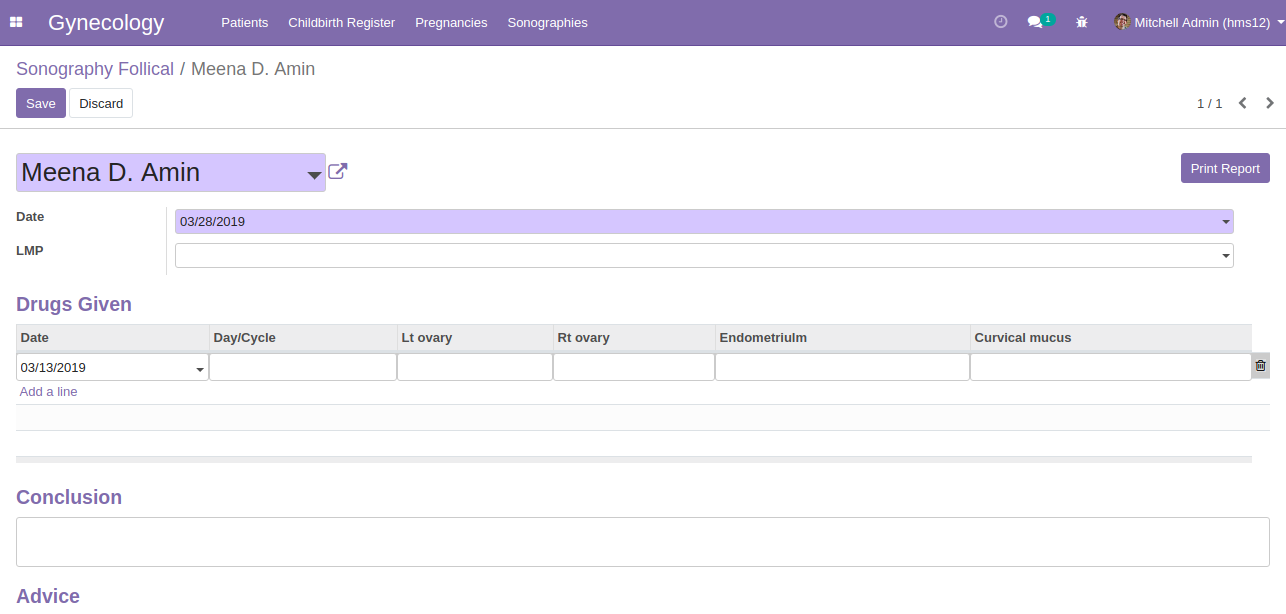 Gynecology Patients Childbirth Register Pregnancies Sonographies 1 Mitchell Admin (hms12)
Sonography Follical / Meena D. Amin
Save Discard 1 / 1
Meena D. Amin Print Report
Date 03/28/2019
LMP
Drugs Given
Date Day/Cycle Lt ovary Rt ovary Endometriulm Curvical mucus
03/13/2019
Add a line
Conclusion
Advice